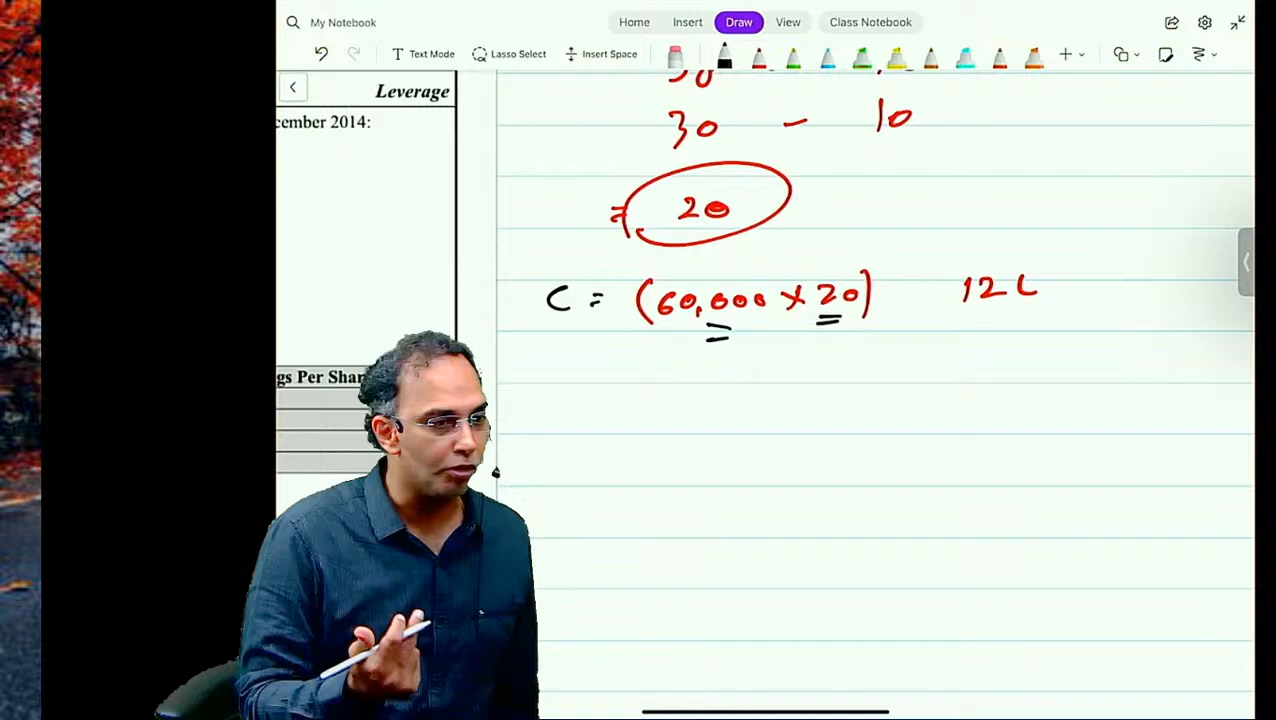 My Notebook
Home Insert Draw View Class Notebook
Text Mode Lasso Select Insert Space
Leverage
cember 2014:
30 - 10
= 20
C = (60,000 × 20) 12 L
gs Per Shar